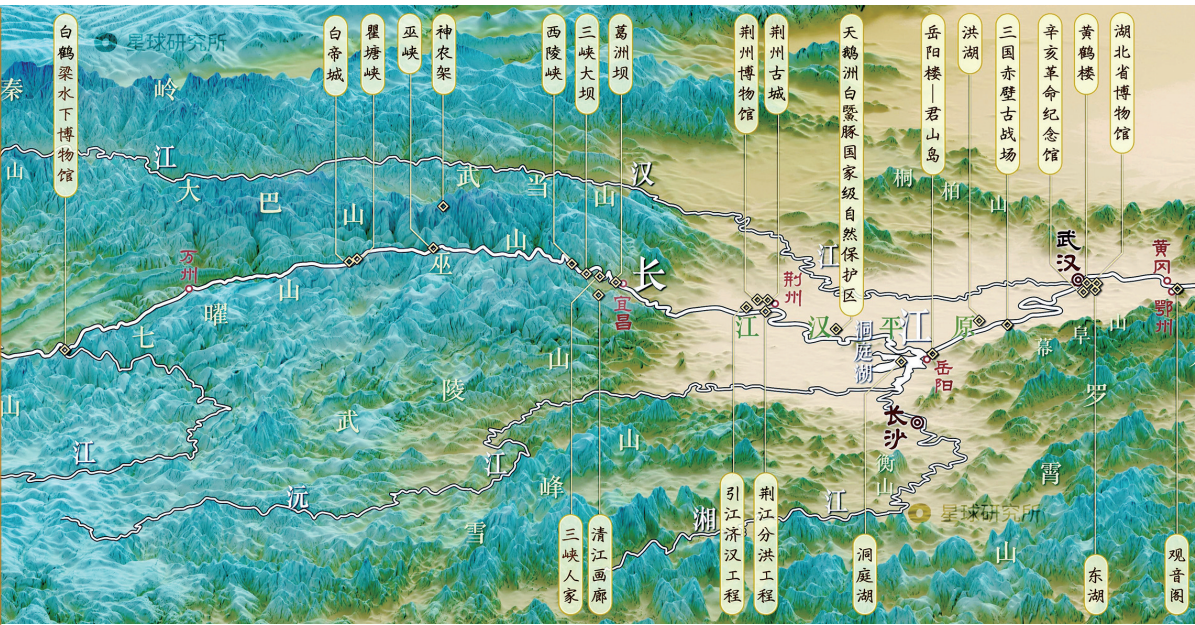 白鹤梁水下博物馆
星球研究所
白帝城
瞿塘峡
巫峡
神农架
西陵峡
三峡大坝
葛洲坝
荆州博物馆
荆州古城
天鹅洲白鱀豚国家级自然保护区
岳阳楼—君山岛
洪湖
三国赤壁古战场
辛亥革命纪念馆
黄鹤楼
湖北省博物馆
秦岭
山
江
汉
大巴山
武当山
桐柏山
江
武汉
黄冈
鄂州
万州
巫山
长
荆州
宜昌
江汉平原
江
洞庭湖
岳阳
幕阜山
七曜山
山
武陵山
罗霄山
长沙
衡山
江
江
沅
雪峰山
湘
江
星球研究所
三峡人家
清江画廊
引江济汉工程
荆江分洪工程
洞庭湖
东湖
观音阁